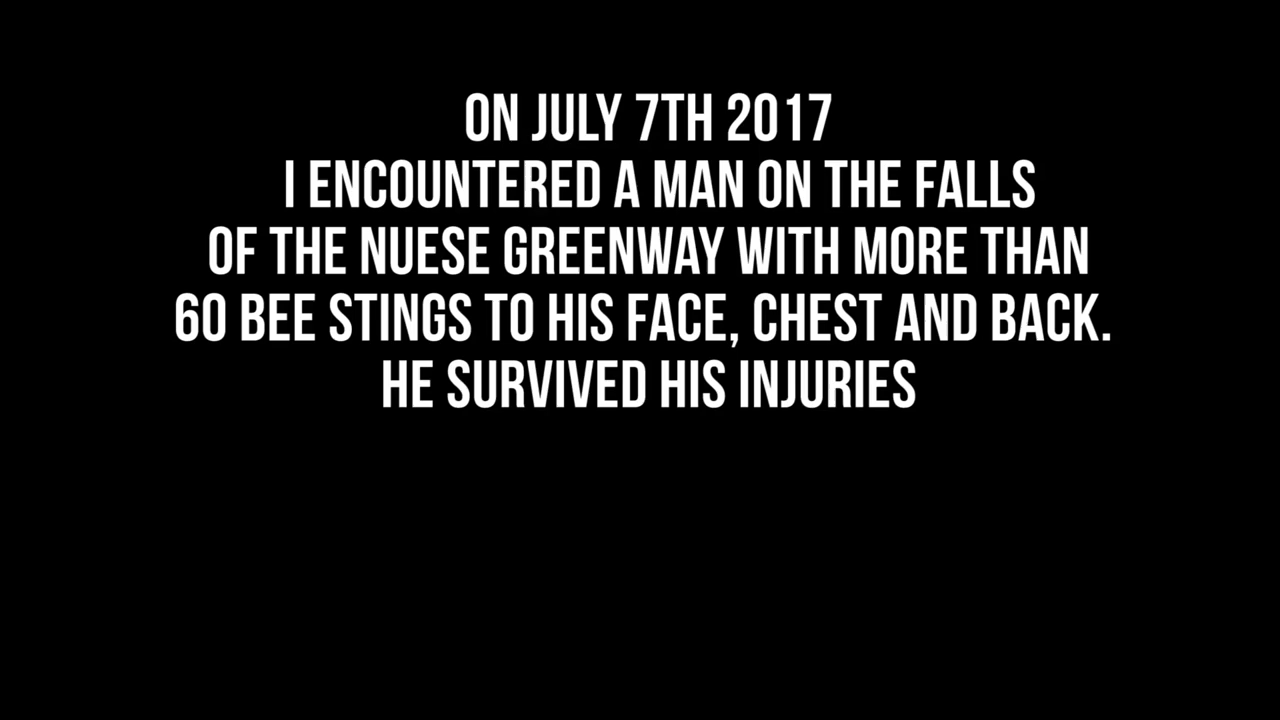 ON JULY 7TH 2017
I ENCOUNTERED A MAN ON THE FALLS
OF THE NUESE GREENWAY WITH MORE THAN
60 BEE STINGS TO HIS FACE, CHEST AND BACK.
HE SURVIVED HIS INJURIES